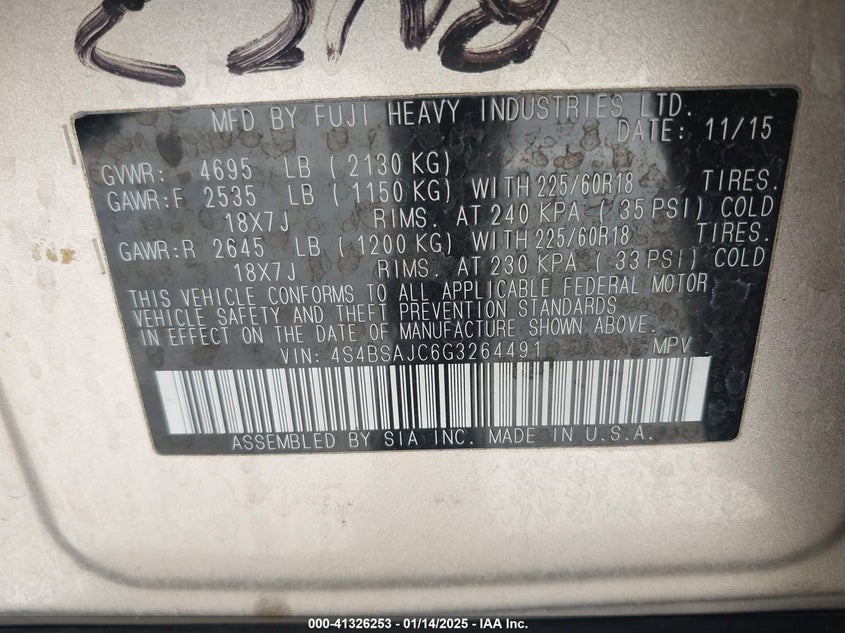 MFD BY FUJI HEAVY INDUSTRIES LTD.
DATE: 11/15
GVWR: 4695 LB (2130 KG)
GAWR:F 2535 LB (1150 KG) WITH 225/60R18 TIRES.
18X7J RIMS. AT 240 KPA (35 PSI) COLD
GAWR:R 2645 LB (1200 KG) WITH 225/60R18 TIRES.
18X7J RIMS. AT 230 KPA (33 PSI) COLD
THIS VEHICLE CONFORMS TO ALL APPLICABLE FEDERAL MOTOR
VEHICLE SAFETY AND THEFT PREVENTION STANDARDS
IN EFFECT ON THE DATE OF MANUFACTURE SHOWN ABOVE.
VIN: 4S4BSAJC6G3264491 MPV
ASSEMBLED BY SIA INC. MADE IN U.S.A.
000-41326253 — 01/14/2025 — IAA Inc.